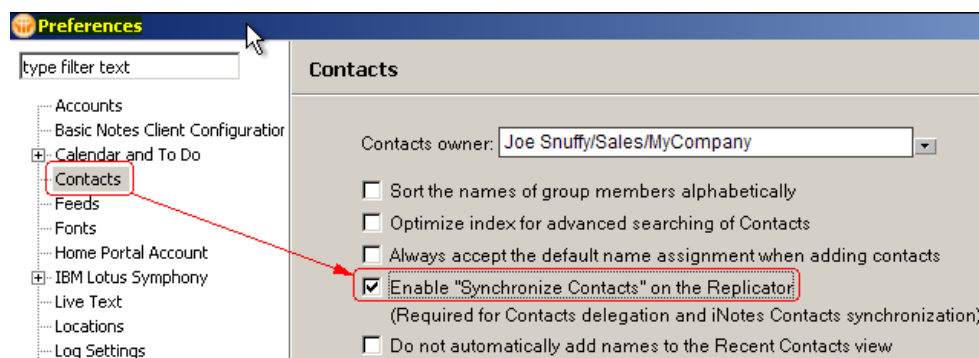 Preferences
type filter text
Accounts
Basic Notes Client Configuration
Calendar and To Do
Contacts
Feeds
Fonts
Home Portal Account
IBM Lotus Symphony
Live Text
Locations
Log Settings
Contacts
Contacts owner: Joe Snuffy/Sales/MyCompany
Sort the names of group members alphabetically
Optimize index for advanced searching of Contacts
Always accept the default name assignment when adding contacts
Enable "Synchronize Contacts" on the Replicator
(Required for Contacts delegation and iNotes Contacts synchronization)
Do not automatically add names to the Recent Contacts view